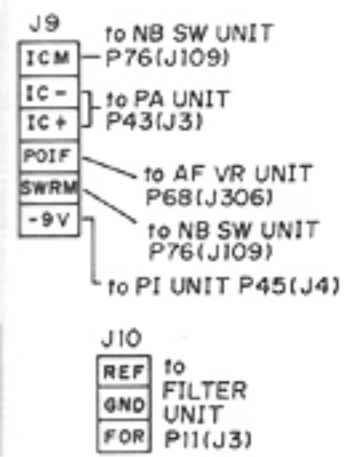 J9
ICM
to NB SW UNIT
P76(J109)
IC -
IC +
to PA UNIT
P43(J3)
POIF
to AF VR UNIT
P68(J306)
SWRM
to NB SW UNIT
P76(J109)
-9V
to PI UNIT P45(J4)
J10
REF
GND
FOR
to
FILTER
UNIT
P11(J3)